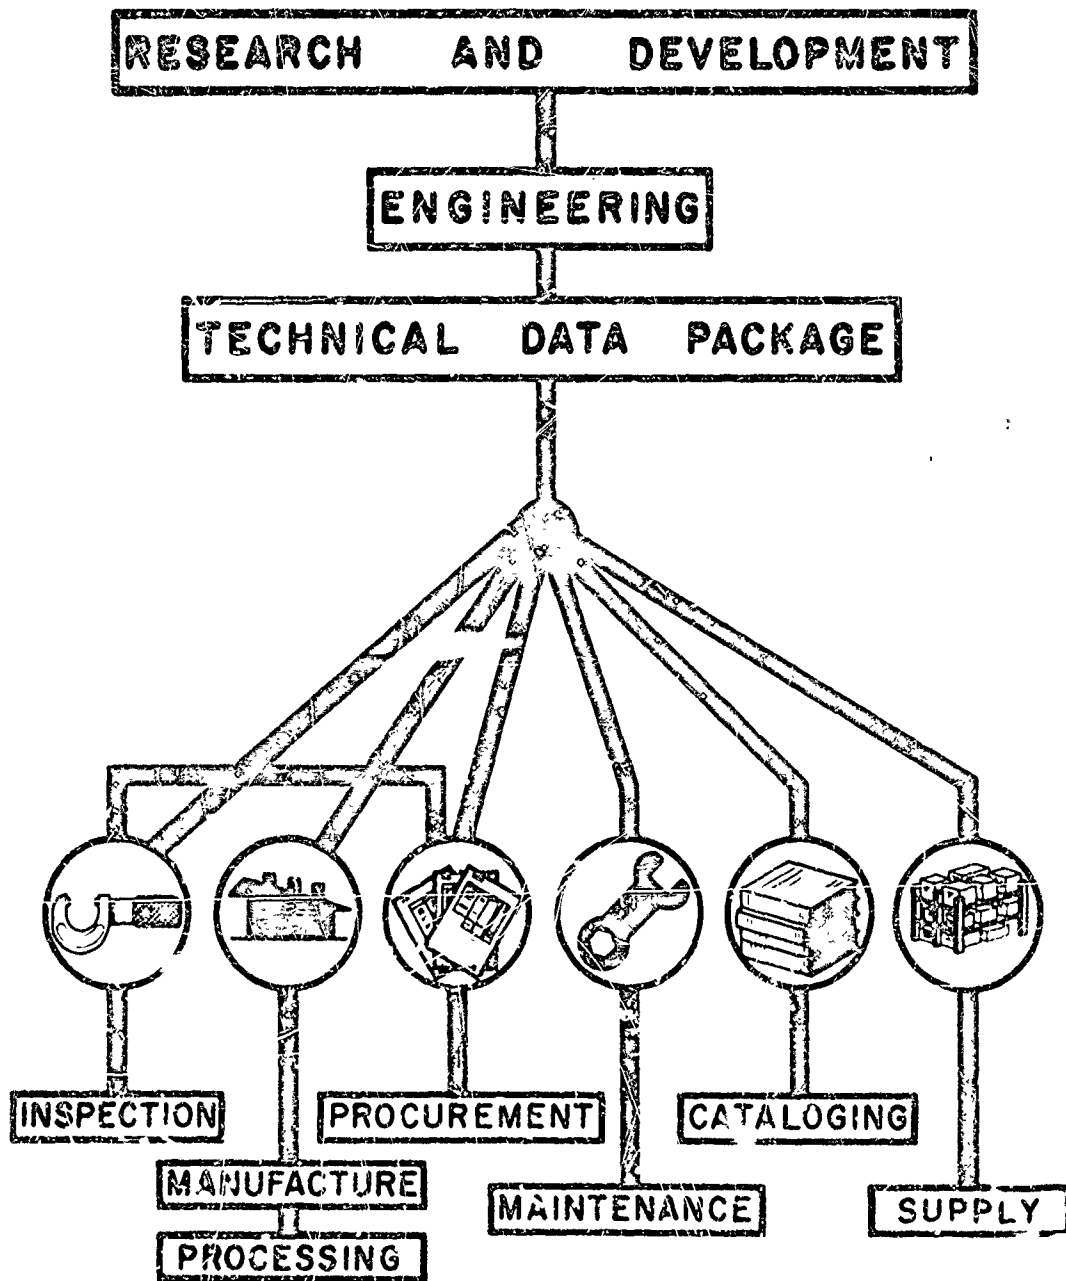 RESEARCH AND DEVELOPMENT
ENGINEERING
TECHNICAL DATA PACKAGE
INSPECTION
PROCUREMENT
CATALOGING
MANUFACTURE
MAINTENANCE
SUPPLY
PROCESSING